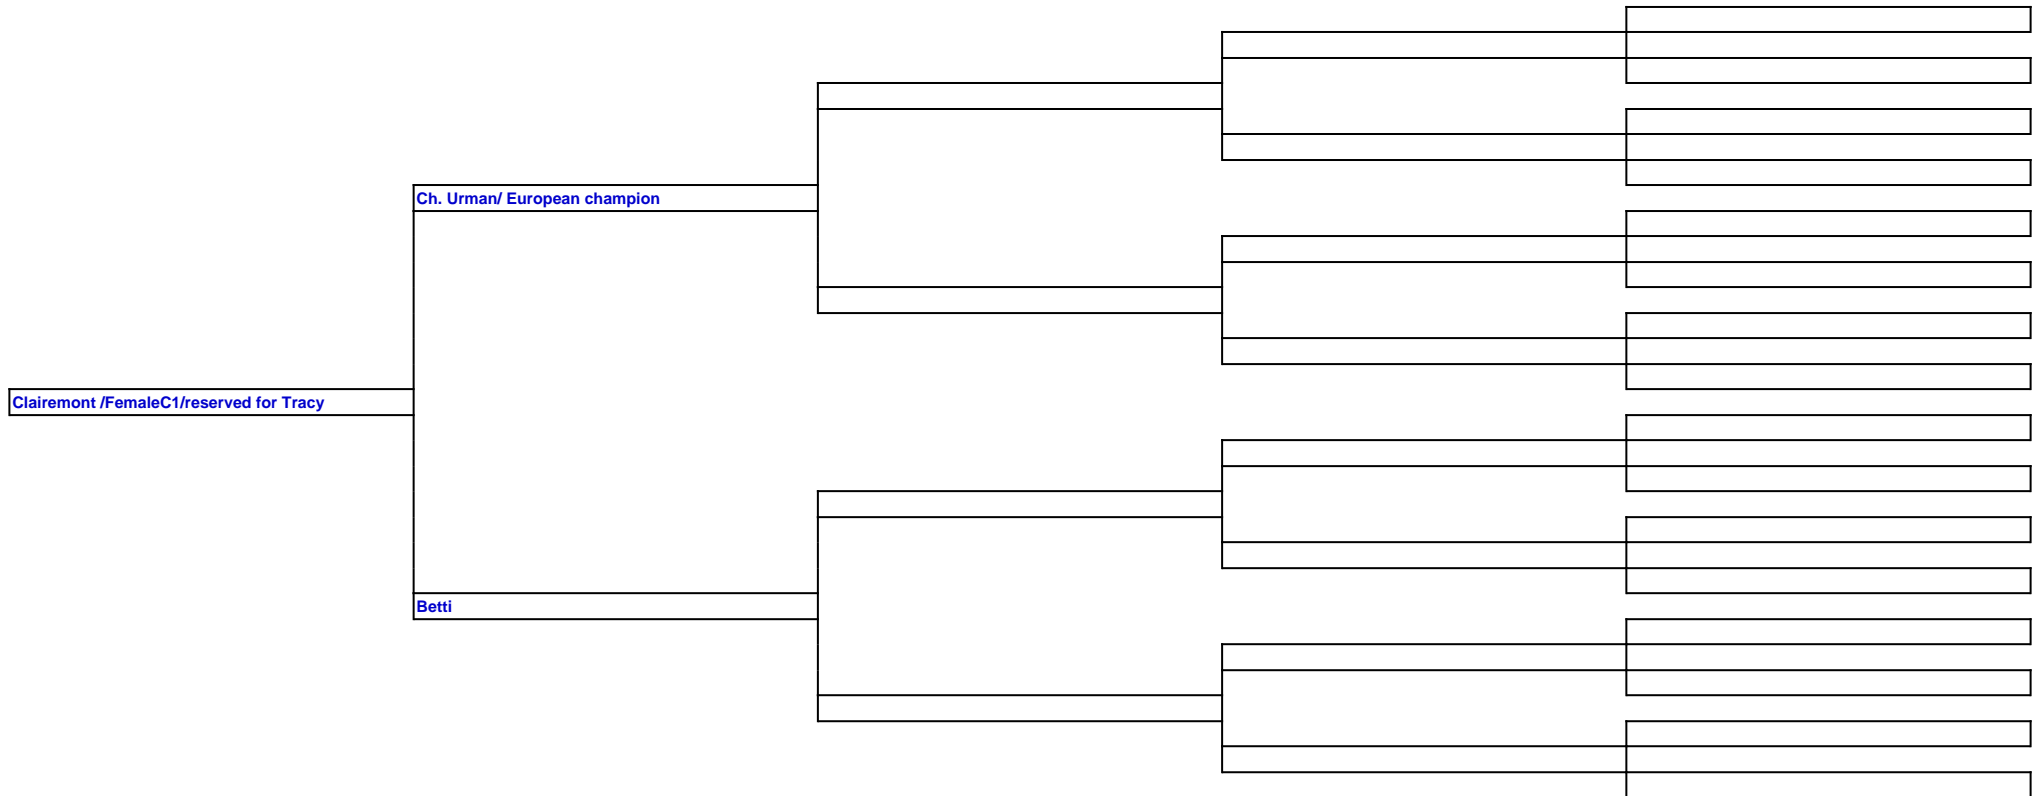 Ch. Urman/ European champion
Clairemont /FemaleC1/reserved for Tracy
Betti